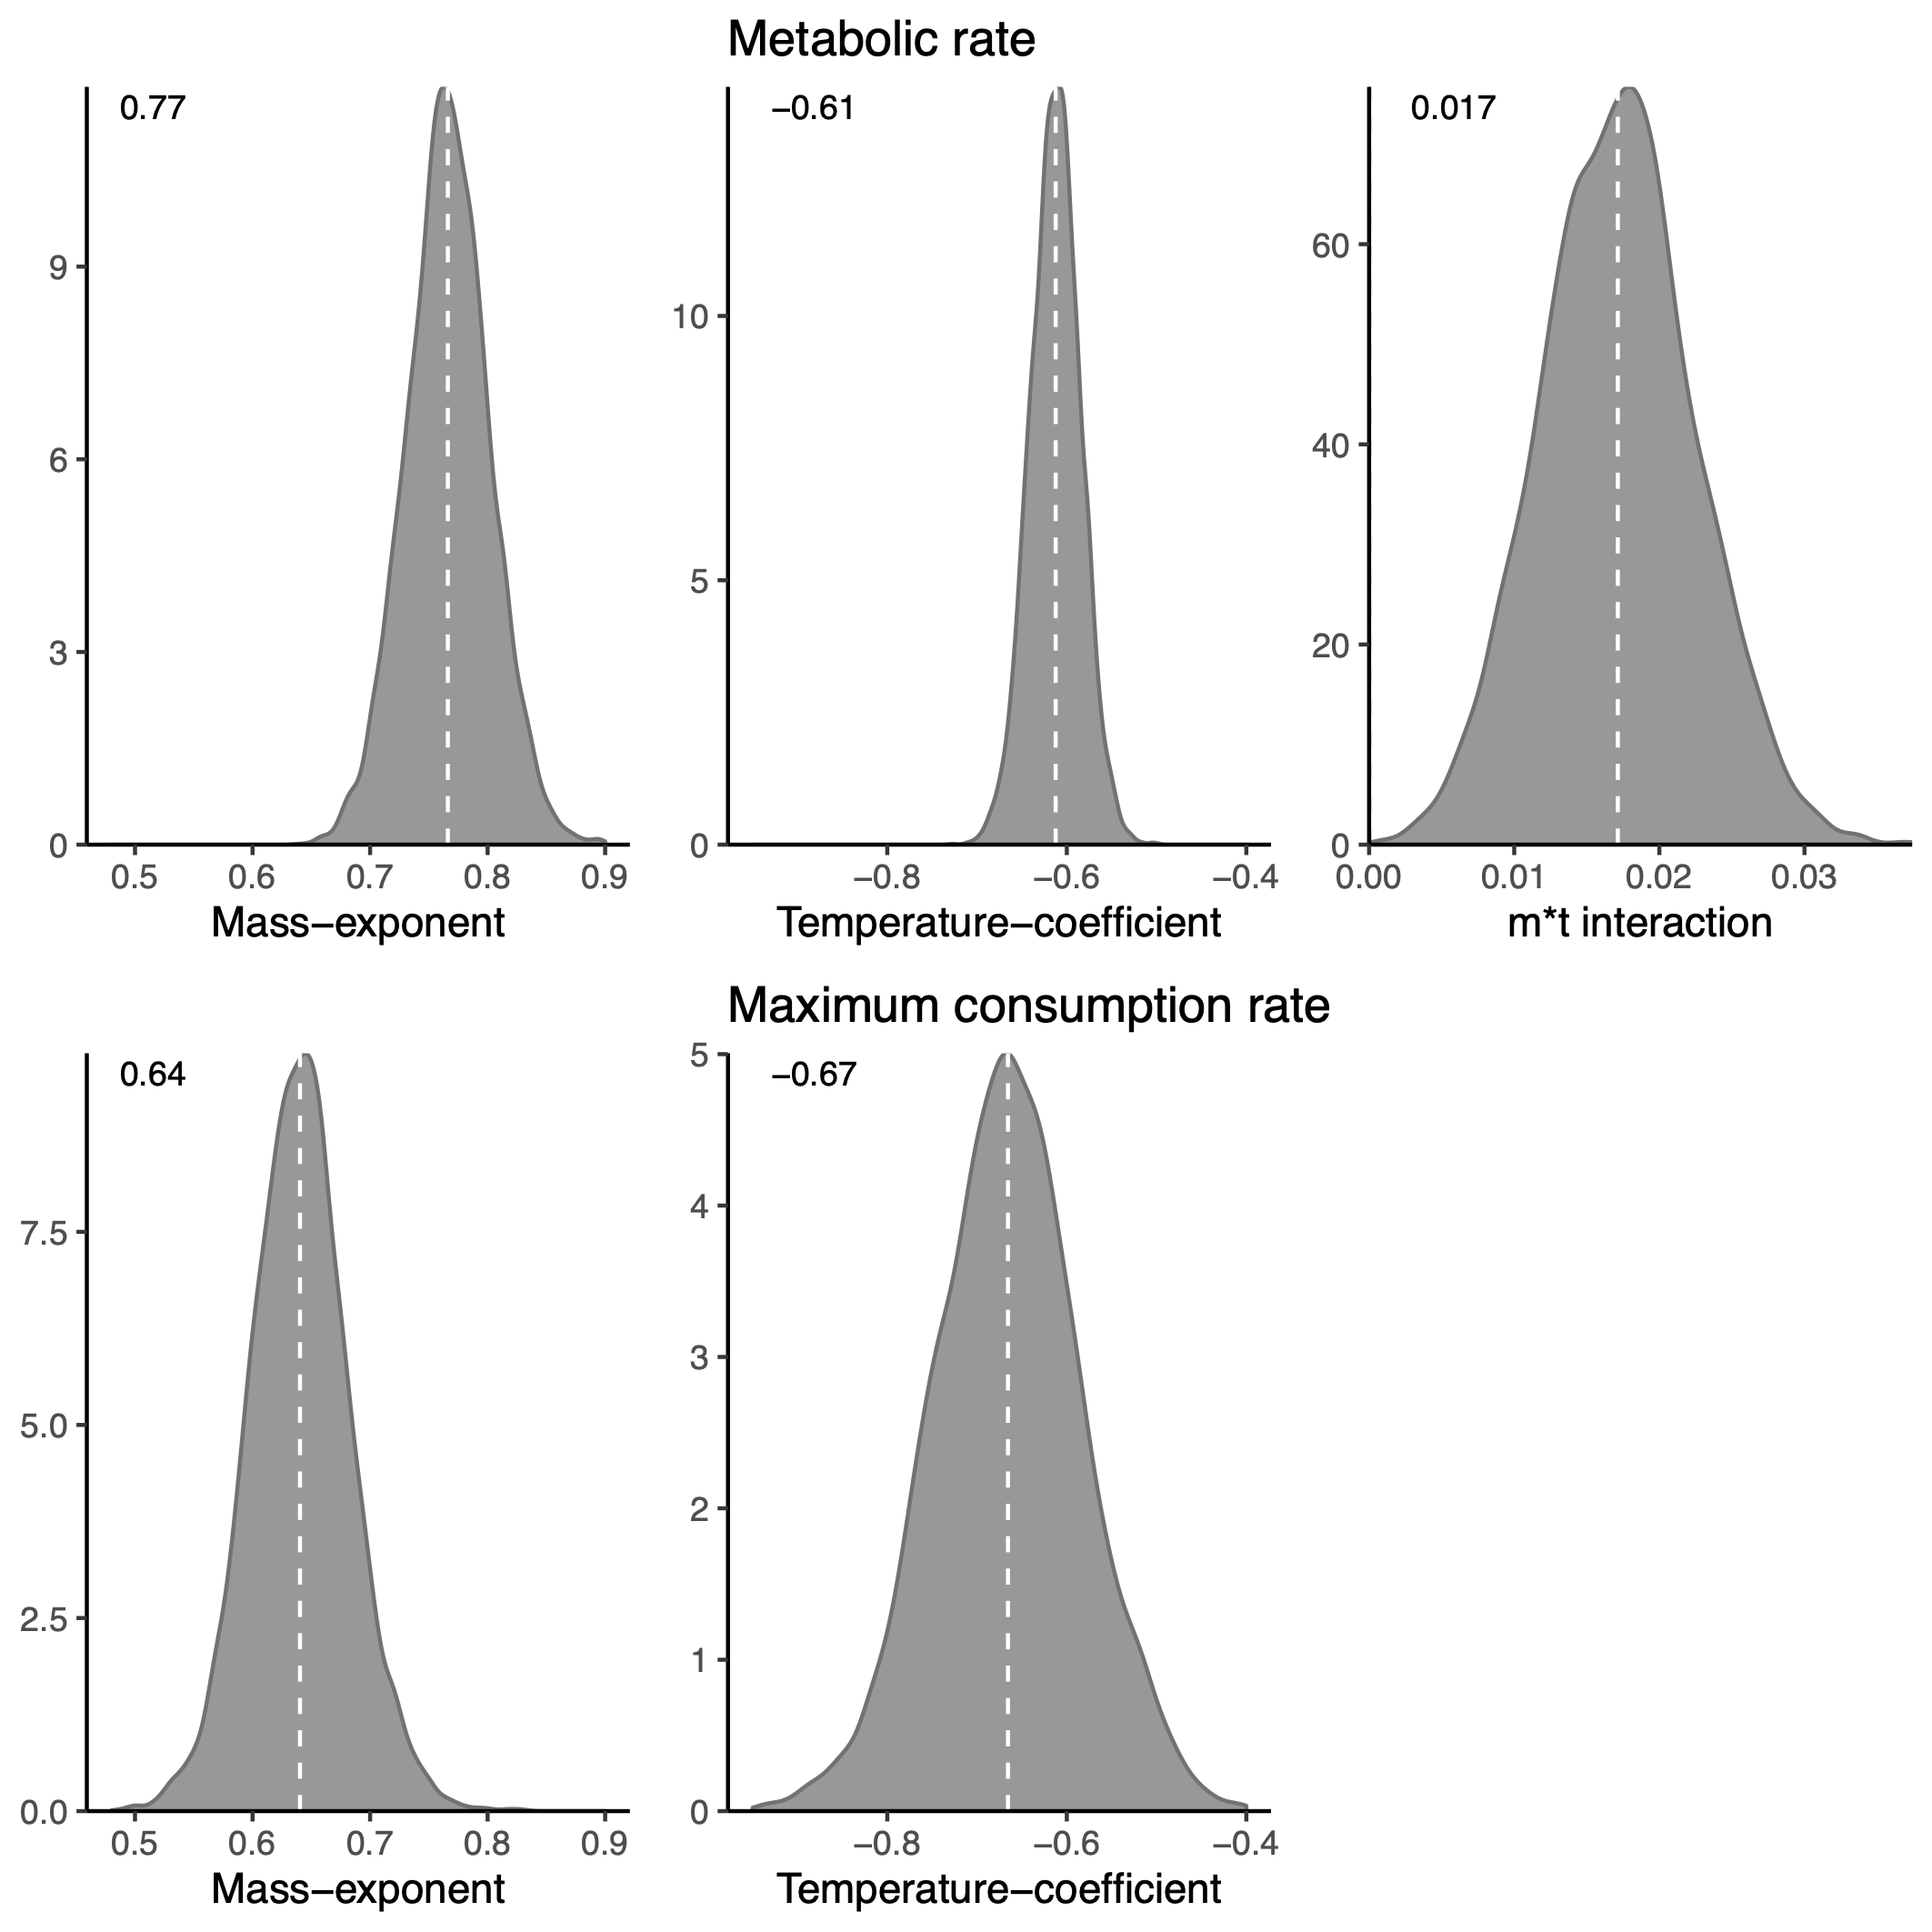 Metabolic rate
0.77
−0.61
0.017
9
6
3
0
10
5
0
60
40
20
0
0.5 0.6 0.7 0.8 0.9
−0.8 −0.6 −0.4
0.00 0.01 0.02 0.03
Mass−exponent
Temperature−coefficient
m*t interaction
Maximum consumption rate
0.64
−0.67
7.5
5.0
2.5
0.0
5
4
3
2
1
0
0.5 0.6 0.7 0.8 0.9
−0.8 −0.6 −0.4
Mass−exponent
Temperature−coefficient